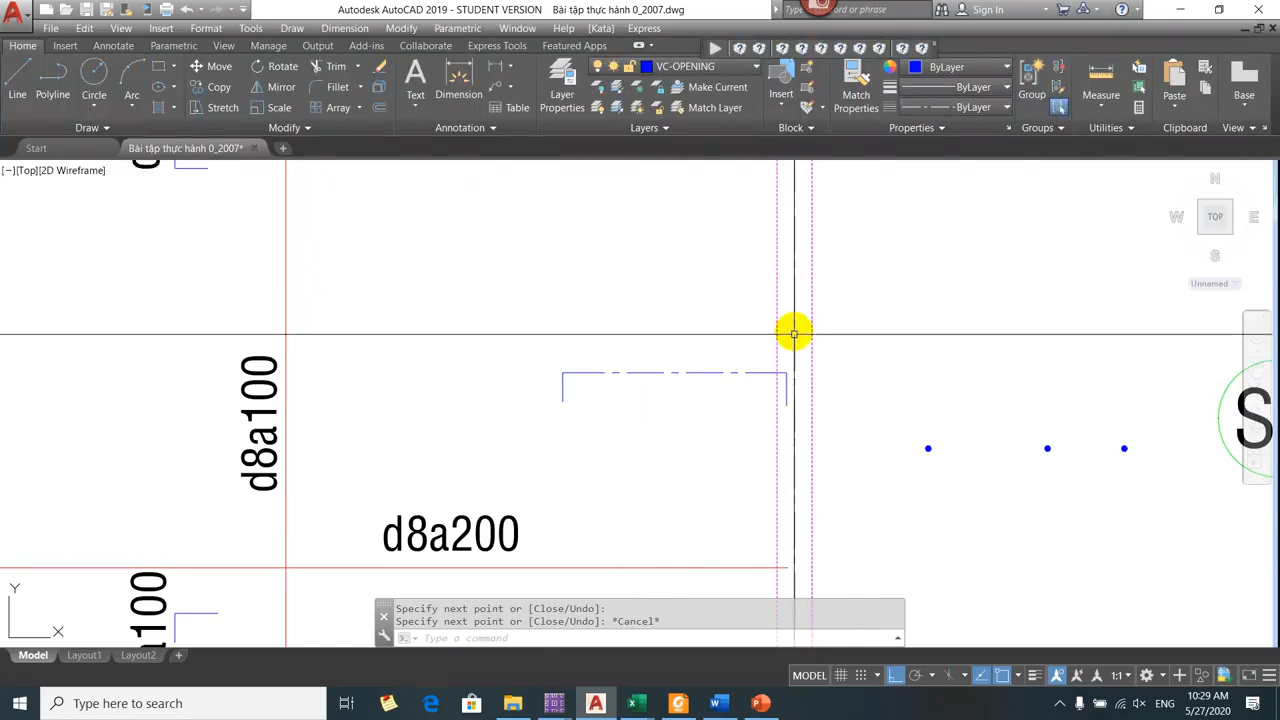 Autodesk AutoCAD 2019 - STUDENT VERSION Bài tập thực hành 0_2007.dwg
Type a keyword or phrase
Sign In
File Edit View Insert Format Tools Draw Dimension Modify Parametric Window Help [Kata] Express
Home Insert Annotate Parametric View Manage Output Add-ins Collaborate Express Tools Featured Apps
Line
Polyline
Circle
Arc
Move
Copy
Stretch
Rotate
Mirror
Scale
Trim
Fillet
Array
Text
Dimension
Table
Layer
Properties
VC-OPENING
Make Current
Match Layer
Insert
Match
Properties
ByLayer
ByLayer
ByLayer
Group
Measure
Paste
Base
Draw
Modify
Annotation
Layers
Block
Properties
Groups
Utilities
Clipboard
View
Start
Bài tập thực hành 0_2007*
[−][Top][2D Wireframe]
N
W
TOP
E
S
Unnamed
d8a100
d8a200
S
Y
X
Specify next point or [Close/Undo]:
Specify next point or [Close/Undo]: *Cancel*
Type a command
Model Layout1 Layout2 +
MODEL
1:1
Type here to search
ENG
10:29 AM
5/27/2020